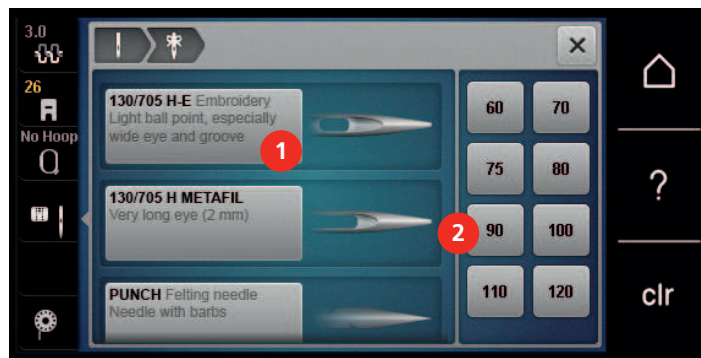 3.0
26
No Hoop
130/705 H-E Embroidery
Light ball point, especially
wide eye and groove
1
130/705 H METAFIL
Very long eye (2 mm)
2
PUNCH Felting needle
Needle with barbs
60 70
75 80
90 100
110 120
?
clr